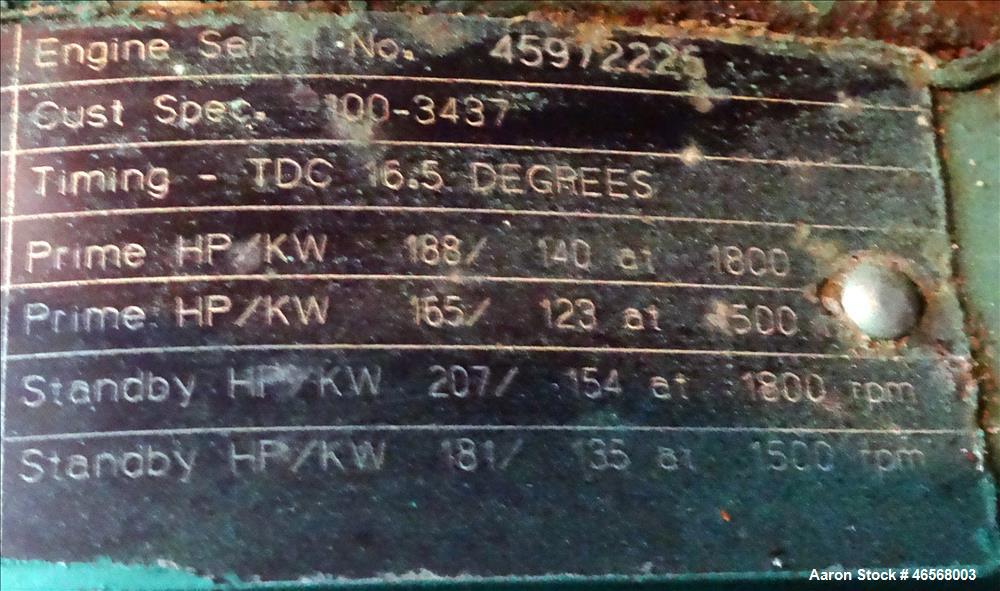 Engine Serial No. 45972225
Cust Spec. 100-3437
Timing - TDC 16.5 DEGREES
Prime HP/KW 188/ 140 at 1800
Prime HP/KW 165/ 123 at 1500
Standby HP/KW 207/ 154 at 1800 rpm
Standby HP/KW 181/ 135 at 1500 rpm
Aaron Stock # 46568003